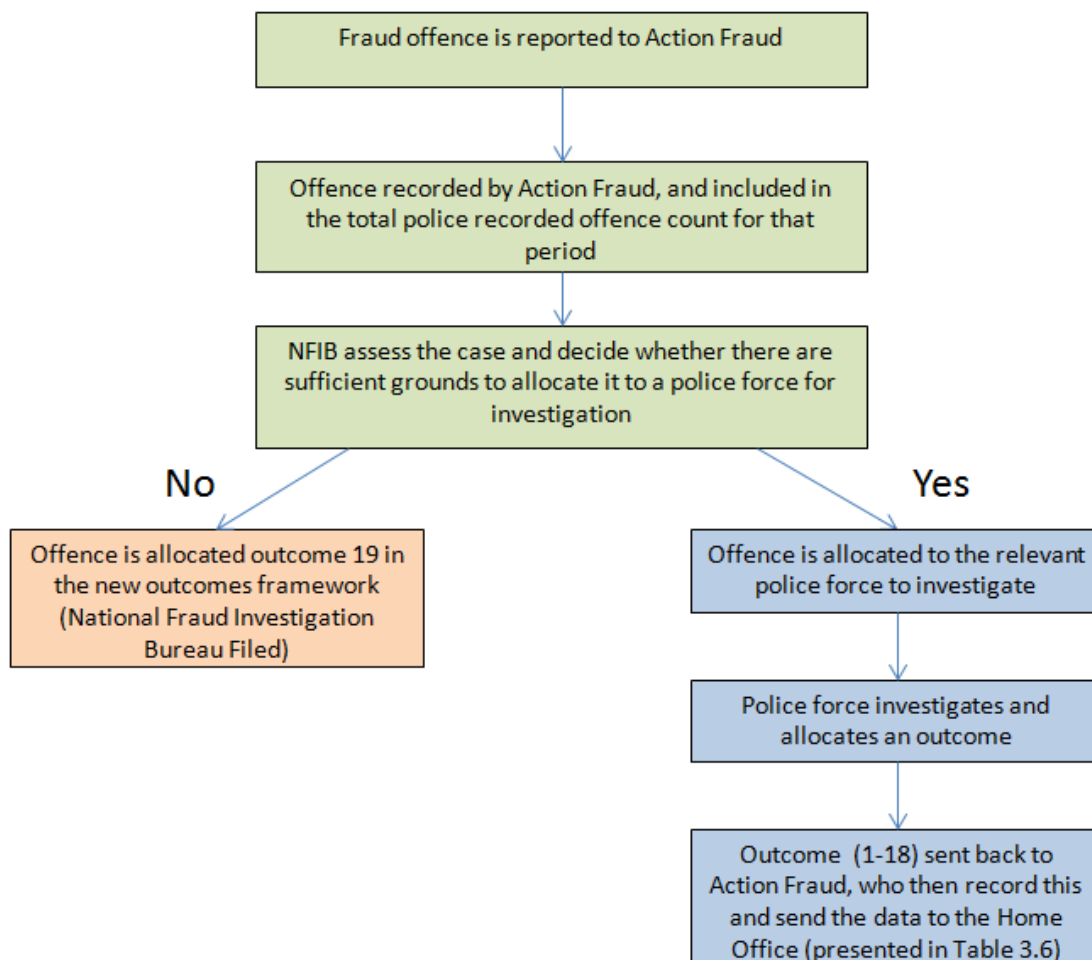 Fraud offence is reported to Action Fraud
Offence recorded by Action Fraud, and included in
the total police recorded offence count for that
period
NFIB assess the case and decide whether there are
sufficient grounds to allocate it to a police force for
investigation
No
Yes
Offence is allocated outcome 19 in
the new outcomes framework
(National Fraud Investigation
Bureau Filed)
Offence is allocated to the relevant
police force to investigate
Police force investigates and
allocates an outcome
Outcome (1-18) sent back to
Action Fraud, who then record this
and send the data to the Home
Office (presented in Table 3.6)